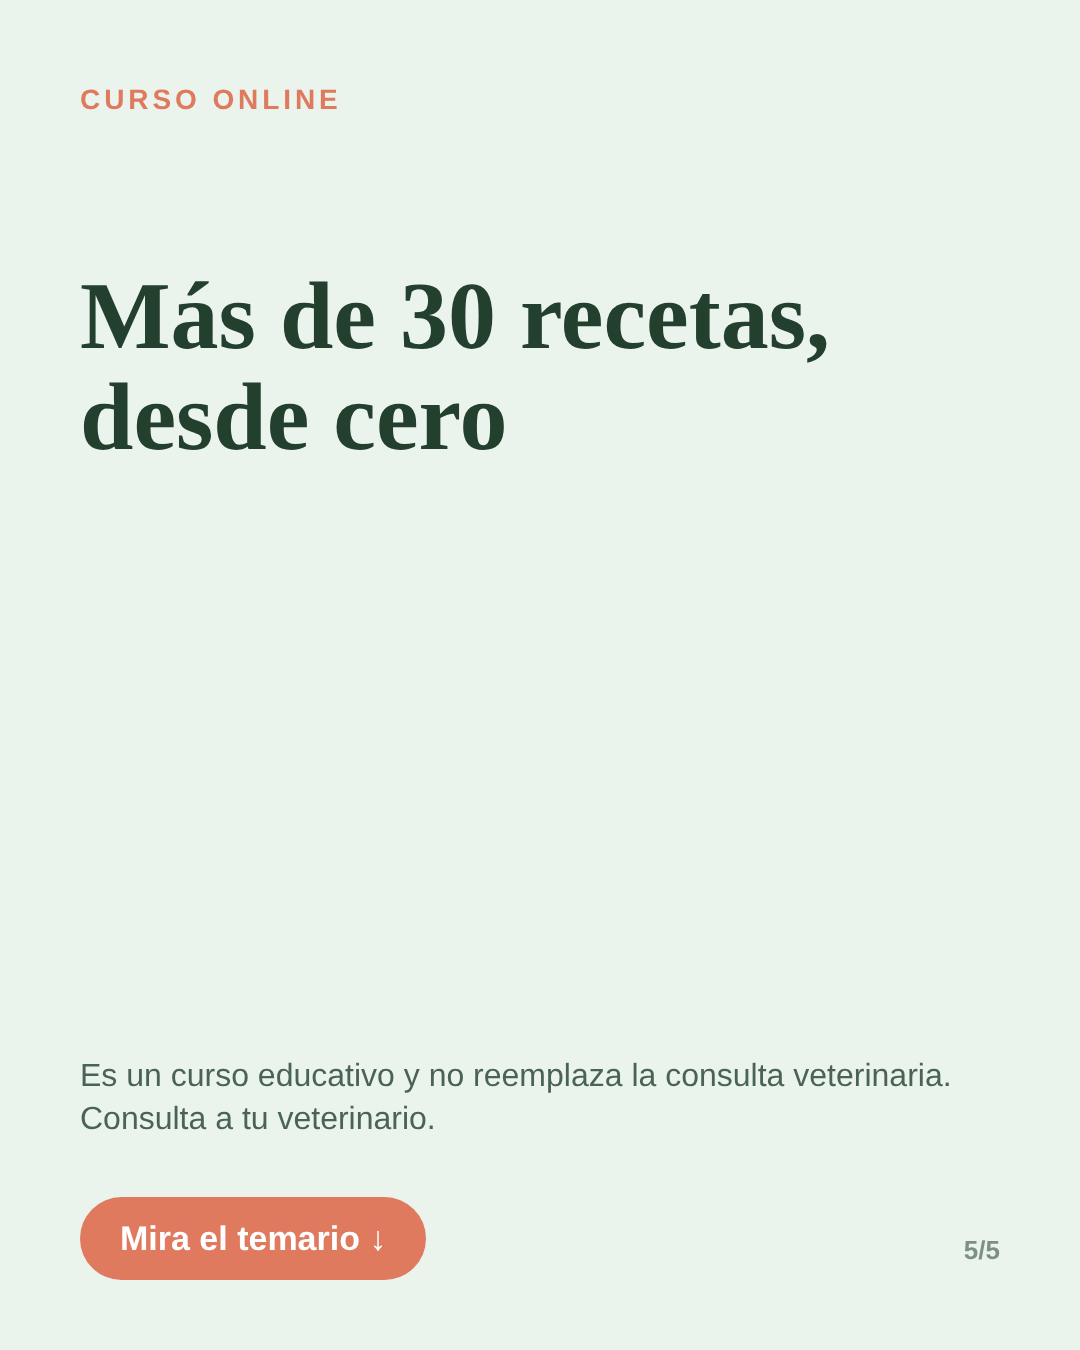 CURSO ONLINE
Más de 30 recetas,
desde cero
Es un curso educativo y no reemplaza la consulta veterinaria.
Consulta a tu veterinario.
Mira el temario ↓
5/5